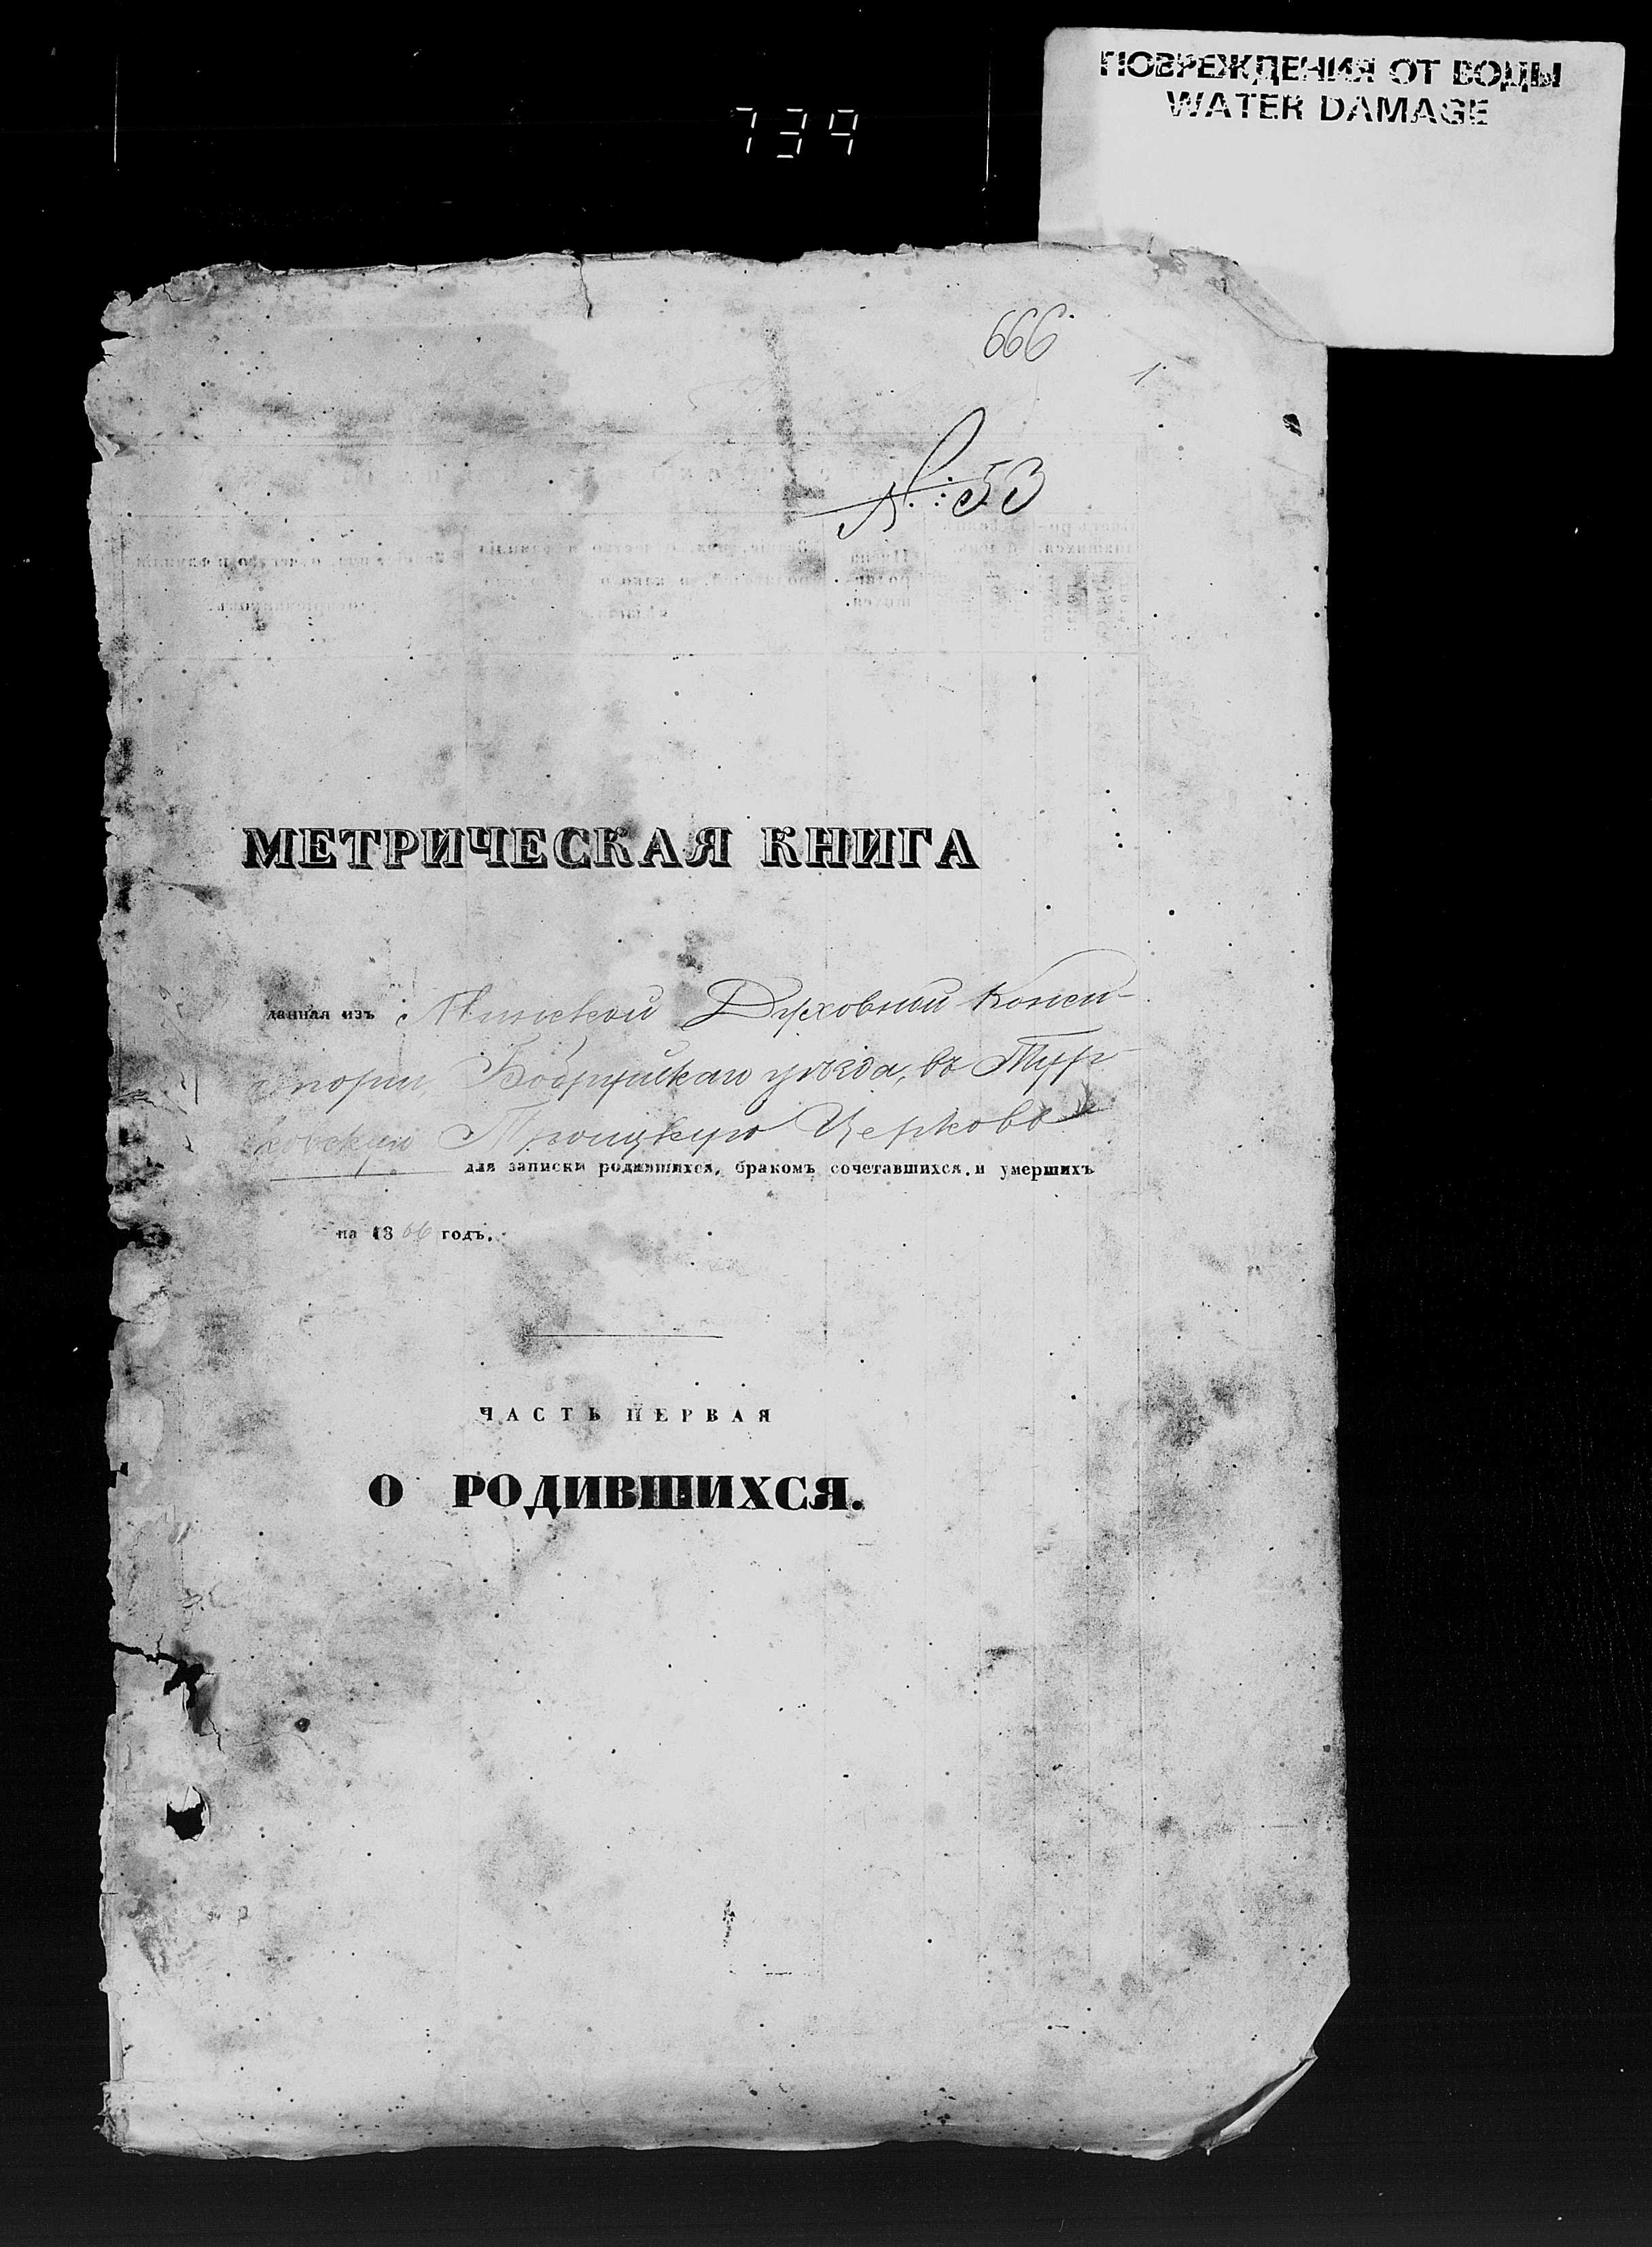 ПОВРЕЖДЕНИЯ ОТ ВОДЫ
WATER DAMAGE
739
666
1
№: 53
МЕТРИЧЕСКАЯ КНИГА
данная изъ Минской Духовной Конси-
сторіи, Бобруйскаго уѣзда, въ Тур-
ковскую Троицкую Церковь
для записки родившихся, бракомъ сочетавшихся и умершихъ
на 1866 годъ.
ЧАСТЬ ПЕРВАЯ
О РОДИВШИХСЯ.